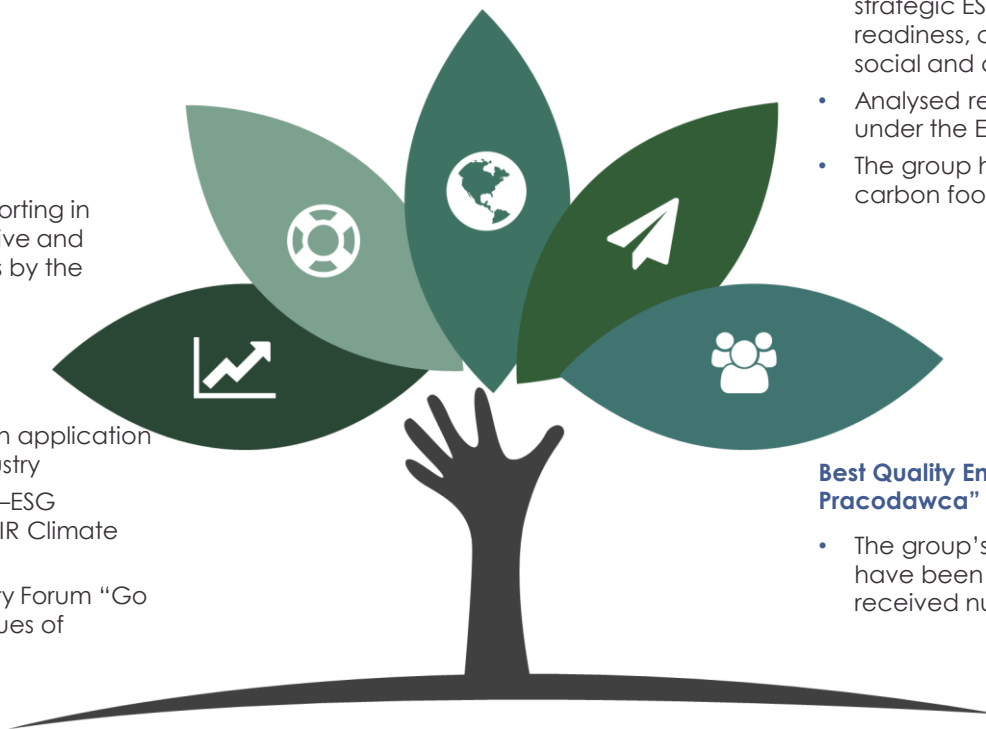 orting in
ive and
s by the
n application
ustry
–ESG
IR Climate
ty Forum “Go
ues of
strategic ES
readiness, c
social and c
• Analysed re
under the E
• The group h
carbon foo
Best Quality En
Pracodawca”
• The group’s
have been
received nu